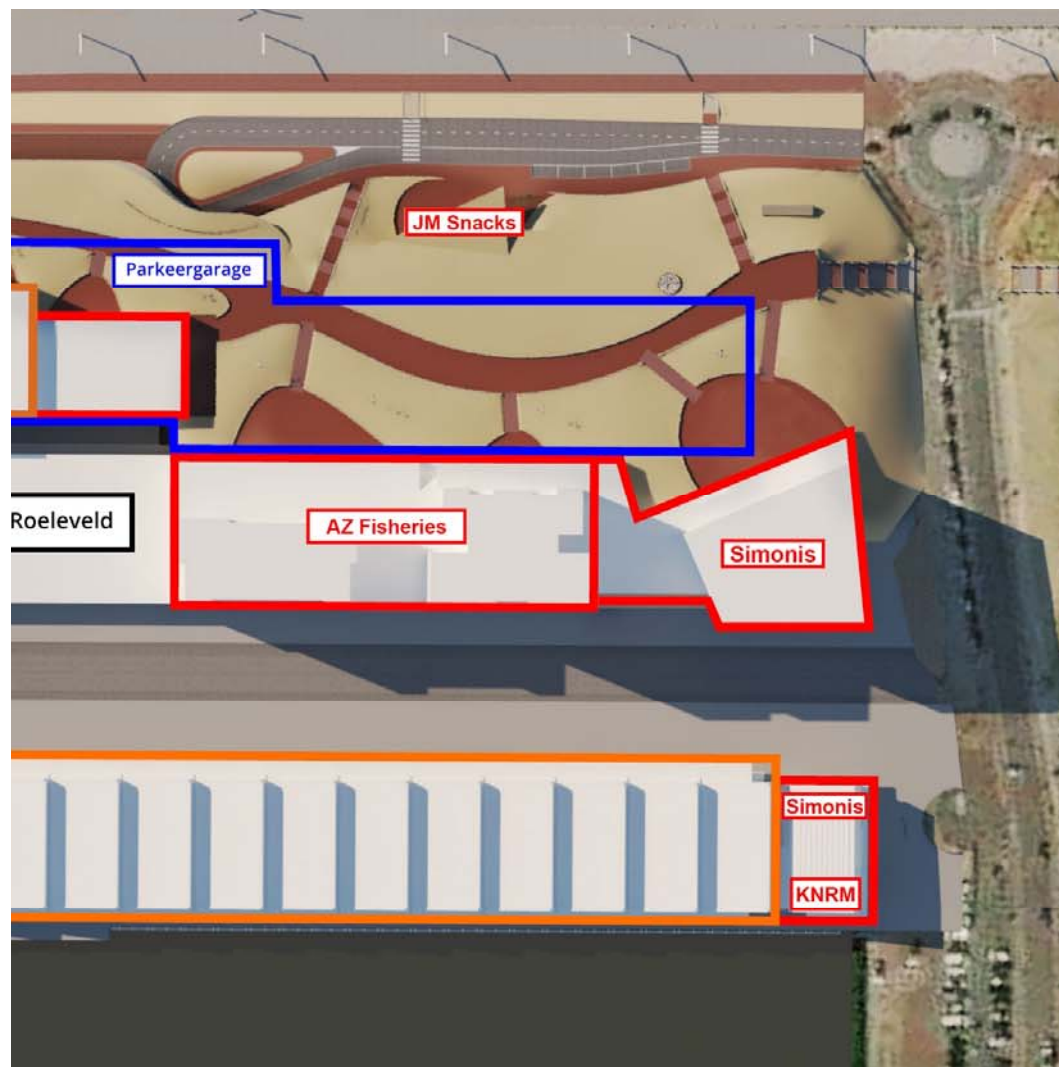 JM Snacks
Parkeergarage
Roeleveld
AZ Fisheries
Simonis
Simonis
KNRM